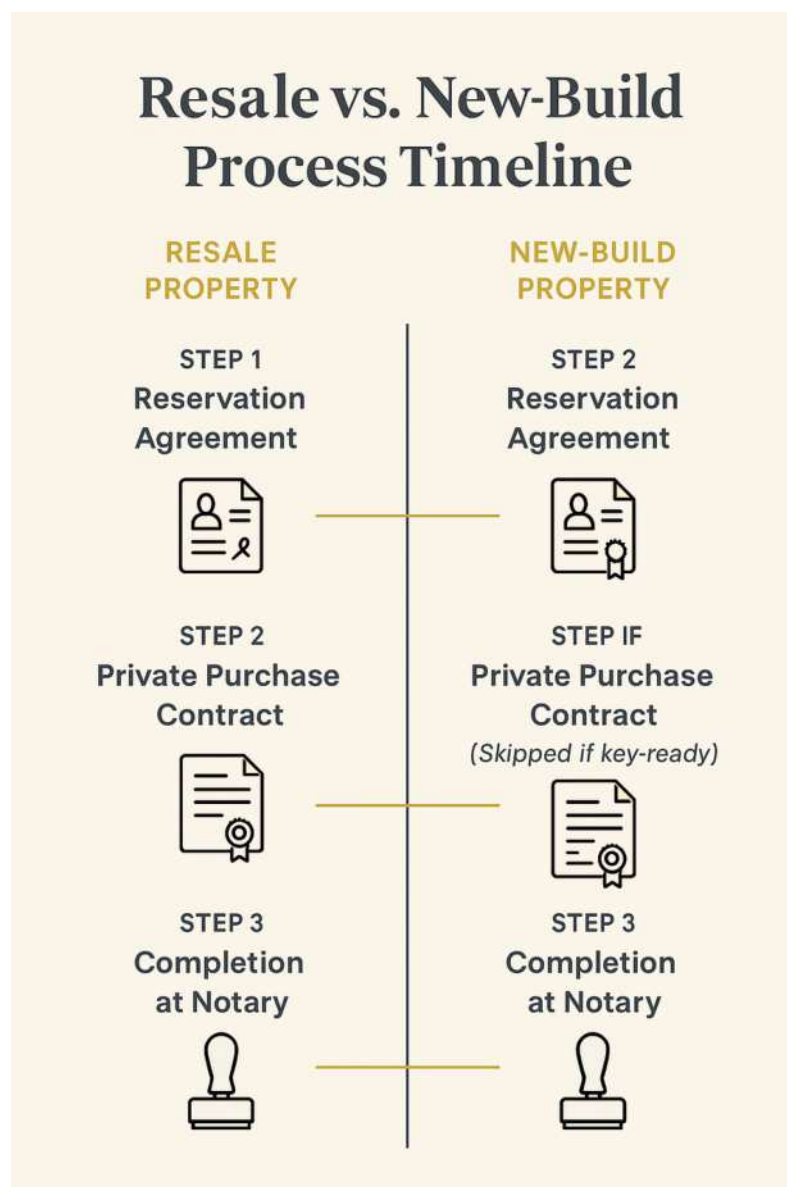 Resale vs. New-Build
Process Timeline
RESALE
PROPERTY
NEW-BUILD
PROPERTY
STEP 1
Reservation
Agreement
STEP 2
Reservation
Agreement
STEP 2
Private Purchase
Contract
STEP IF
Private Purchase
Contract
(Skipped if key-ready)
STEP 3
Completion
at Notary
STEP 3
Completion
at Notary